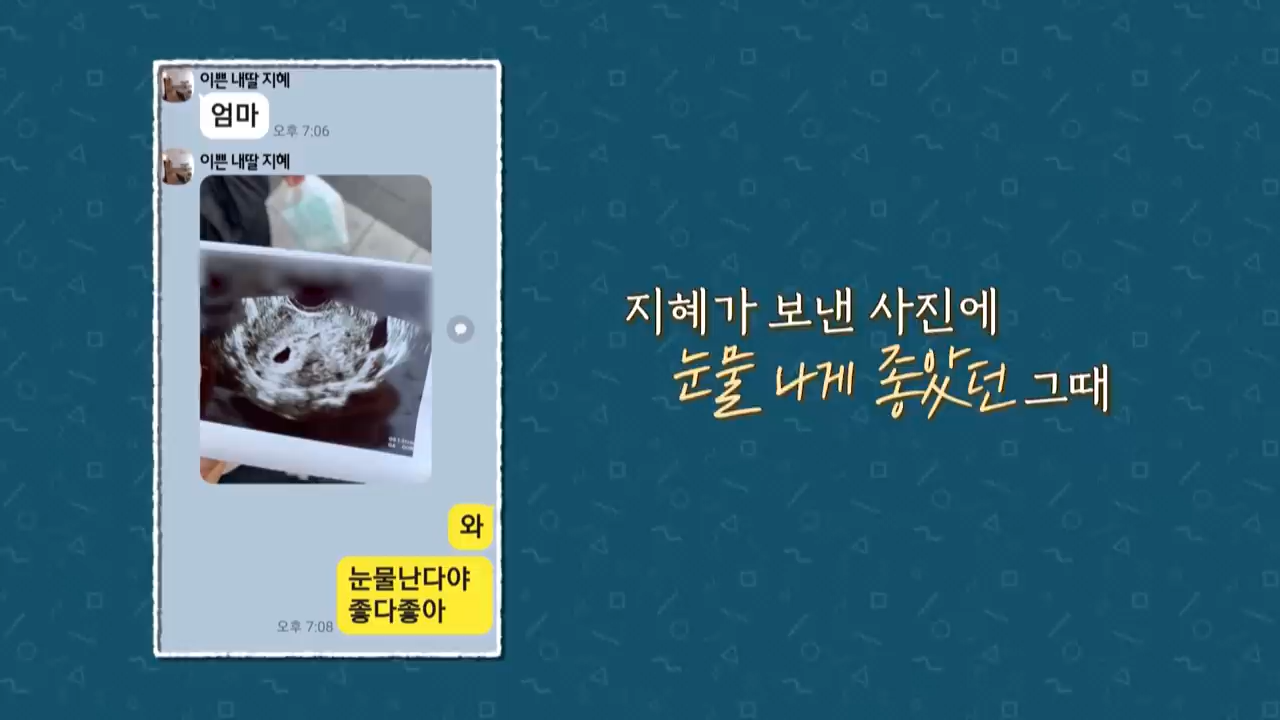 이쁜 내딸 지혜
엄마
오후 7:06
이쁜 내딸 지혜
와
눈물난다야
좋다좋아
오후 7:08
지혜가 보낸 사진에
눈물 나게 좋았던 그때